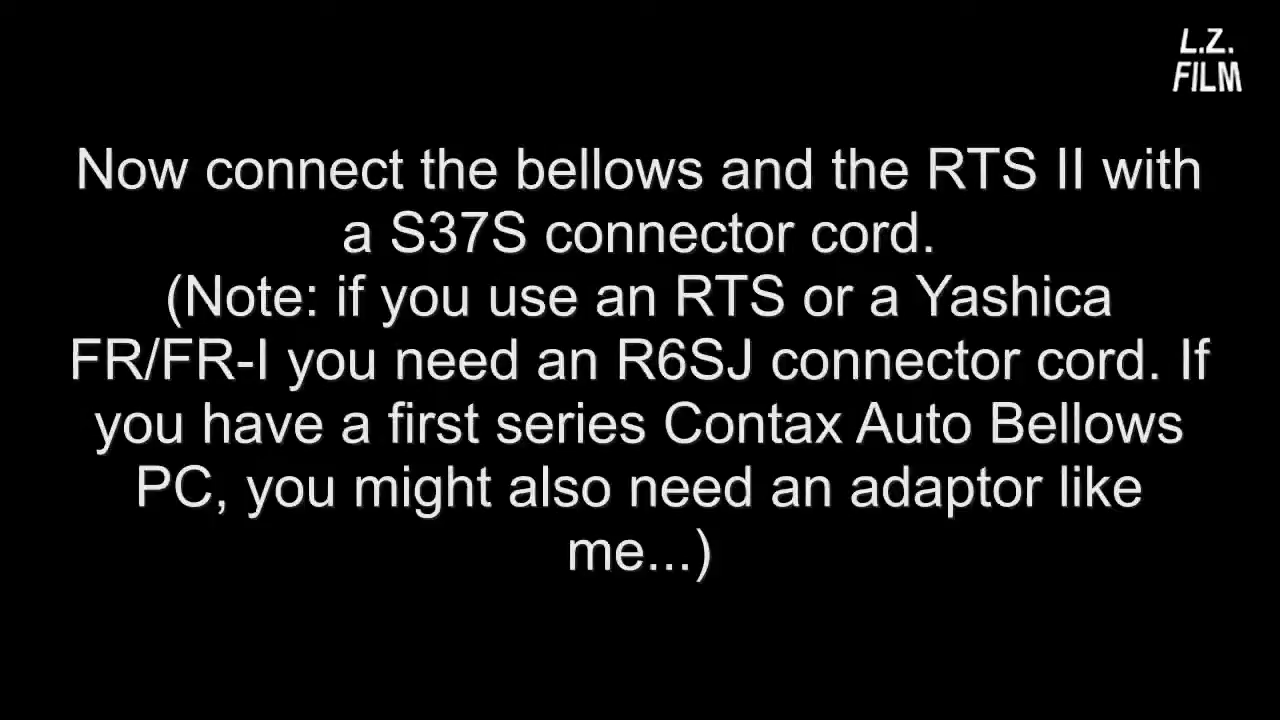 L.Z.
FILM
Now connect the bellows and the RTS II with
a S37S connector cord.
(Note: if you use an RTS or a Yashica
FR/FR-I you need an R6SJ connector cord. If
you have a first series Contax Auto Bellows
PC, you might also need an adaptor like
me...)